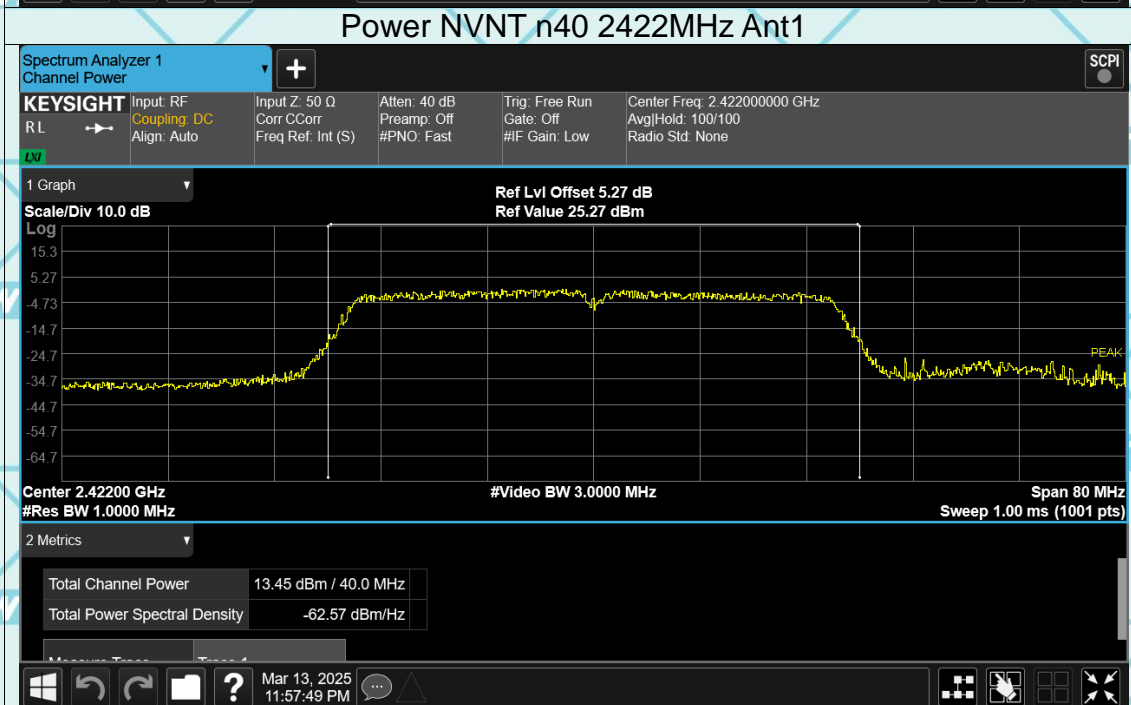 Power NVNT n40 2422MHz Ant1
Spectrum Analyzer 1
Channel Power
SCPI
KEYSIGHT
R L
LXI
Input: RF
Coupling: DC
Align: Auto
Input Z: 50 Ω
Corr CCorr
Freq Ref: Int (S)
Atten: 40 dB
Preamp: Off
#PNO: Fast
Trig: Free Run
Gate: Off
#IF Gain: Low
Center Freq: 2.422000000 GHz
Avg|Hold: 100/100
Radio Std: None
1 Graph
Scale/Div 10.0 dB
Ref Lvl Offset 5.27 dB
Ref Value 25.27 dBm
Log
15.3
5.27
-4.73
-14.7
-24.7
-34.7
-44.7
-54.7
-64.7
PEAK
Center 2.42200 GHz
#Video BW 3.0000 MHz
Span 80 MHz
#Res BW 1.0000 MHz
Sweep 1.00 ms (1001 pts)
2 Metrics
Total Channel Power 13.45 dBm / 40.0 MHz
Total Power Spectral Density -62.57 dBm/Hz
Measure Trace Trace 1
Mar 13, 2025
11:57:49 PM